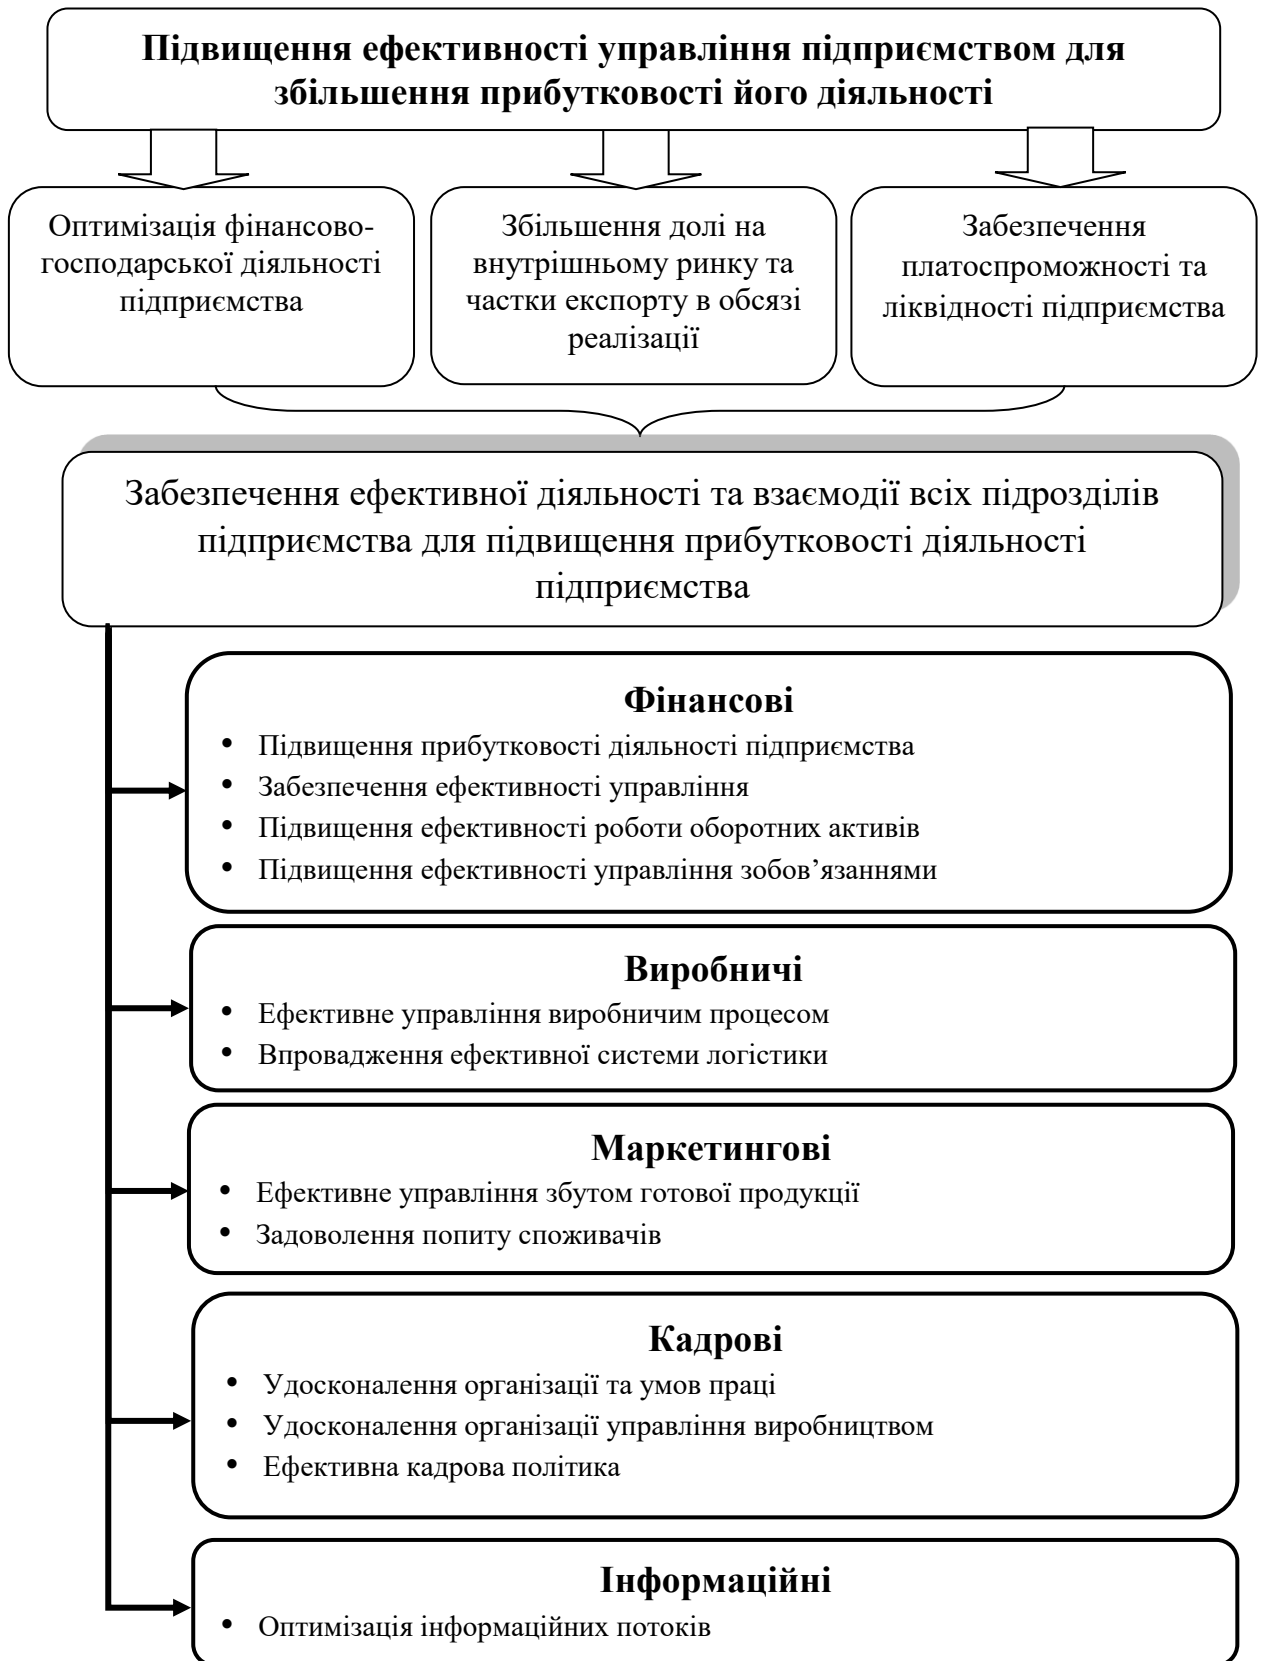 Підвищення ефективності управління підприємством для
збільшення прибутковості його діяльності
Оптимізація фінансово-
господарської діяльності
підприємства
Збільшення долі на
внутрішньому ринку та
частки експорту в обсязі
реалізації
Забезпечення
платоспроможності та
ліквідності підприємства
Забезпечення ефективної діяльності та взаємодії всіх підрозділів
підприємства для підвищення прибутковості діяльності
підприємства
Фінансові
• Підвищення прибутковості діяльності підприємства
• Забезпечення ефективності управління
• Підвищення ефективності роботи оборотних активів
• Підвищення ефективності управління зобов’язаннями
Виробничі
• Ефективне управління виробничим процесом
• Впровадження ефективної системи логістики
Маркетингові
• Ефективне управління збутом готової продукції
• Задоволення попиту споживачів
Кадрові
• Удосконалення організації та умов праці
• Удосконалення організації управління виробництвом
• Ефективна кадрова політика
Інформаційні
• Оптимізація інформаційних потоків